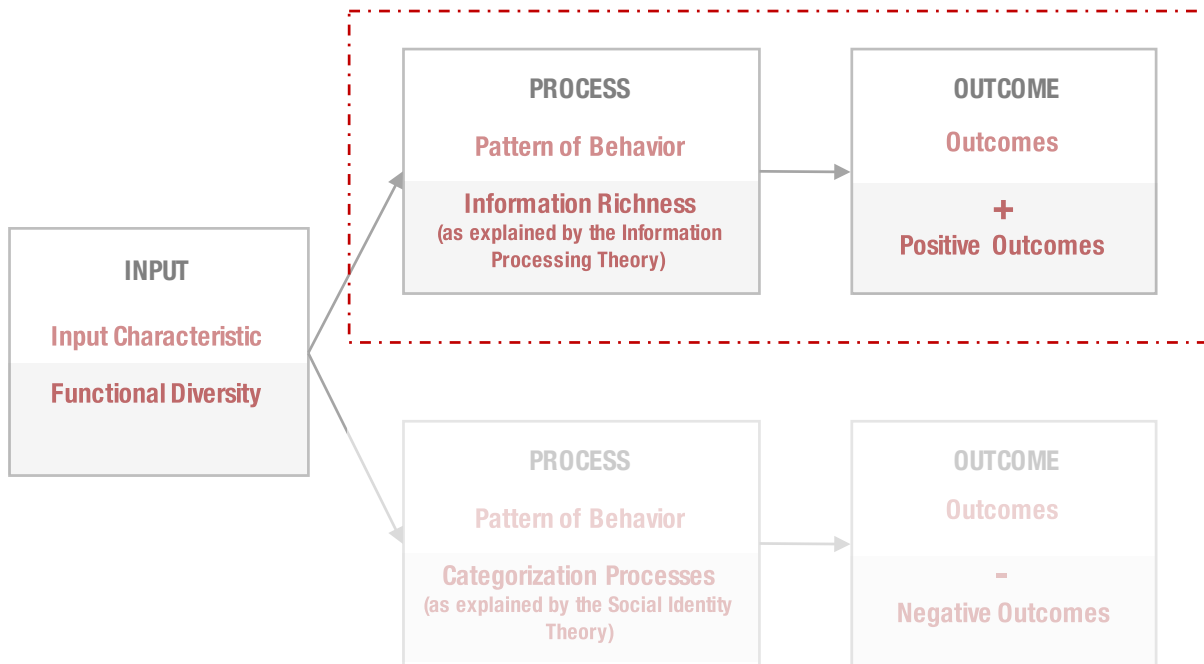 INPUT
Input Characteristic
Functional Diversity
PROCESS
Pattern of Behavior
Information Richness
(as explained by the Information
Processing Theory)
OUTCOME
Outcomes
+
Positive Outcomes
PROCESS
Pattern of Behavior
Categorization Processes
(as explained by the Social Identity
Theory)
OUTCOME
Outcomes
-
Negative Outcomes